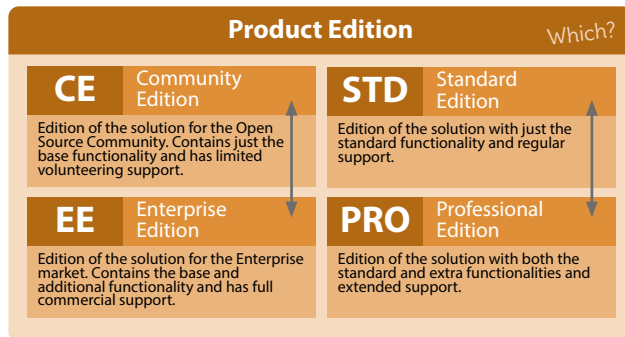 Product Edition
Which?
CE
Community
Edition
Edition of the solution for the Open
Source Community. Contains just the
base functionality and has limited
volunteering support.
STD
Standard
Edition
Edition of the solution with just the
standard functionality and regular
support.
EE
Enterprise
Edition
Edition of the solution for the Enterprise
market. Contains the base and
additional functionality and has full
commercial support.
PRO
Professional
Edition
Edition of the solution with both the
standard and extra functionalities and
extended support.